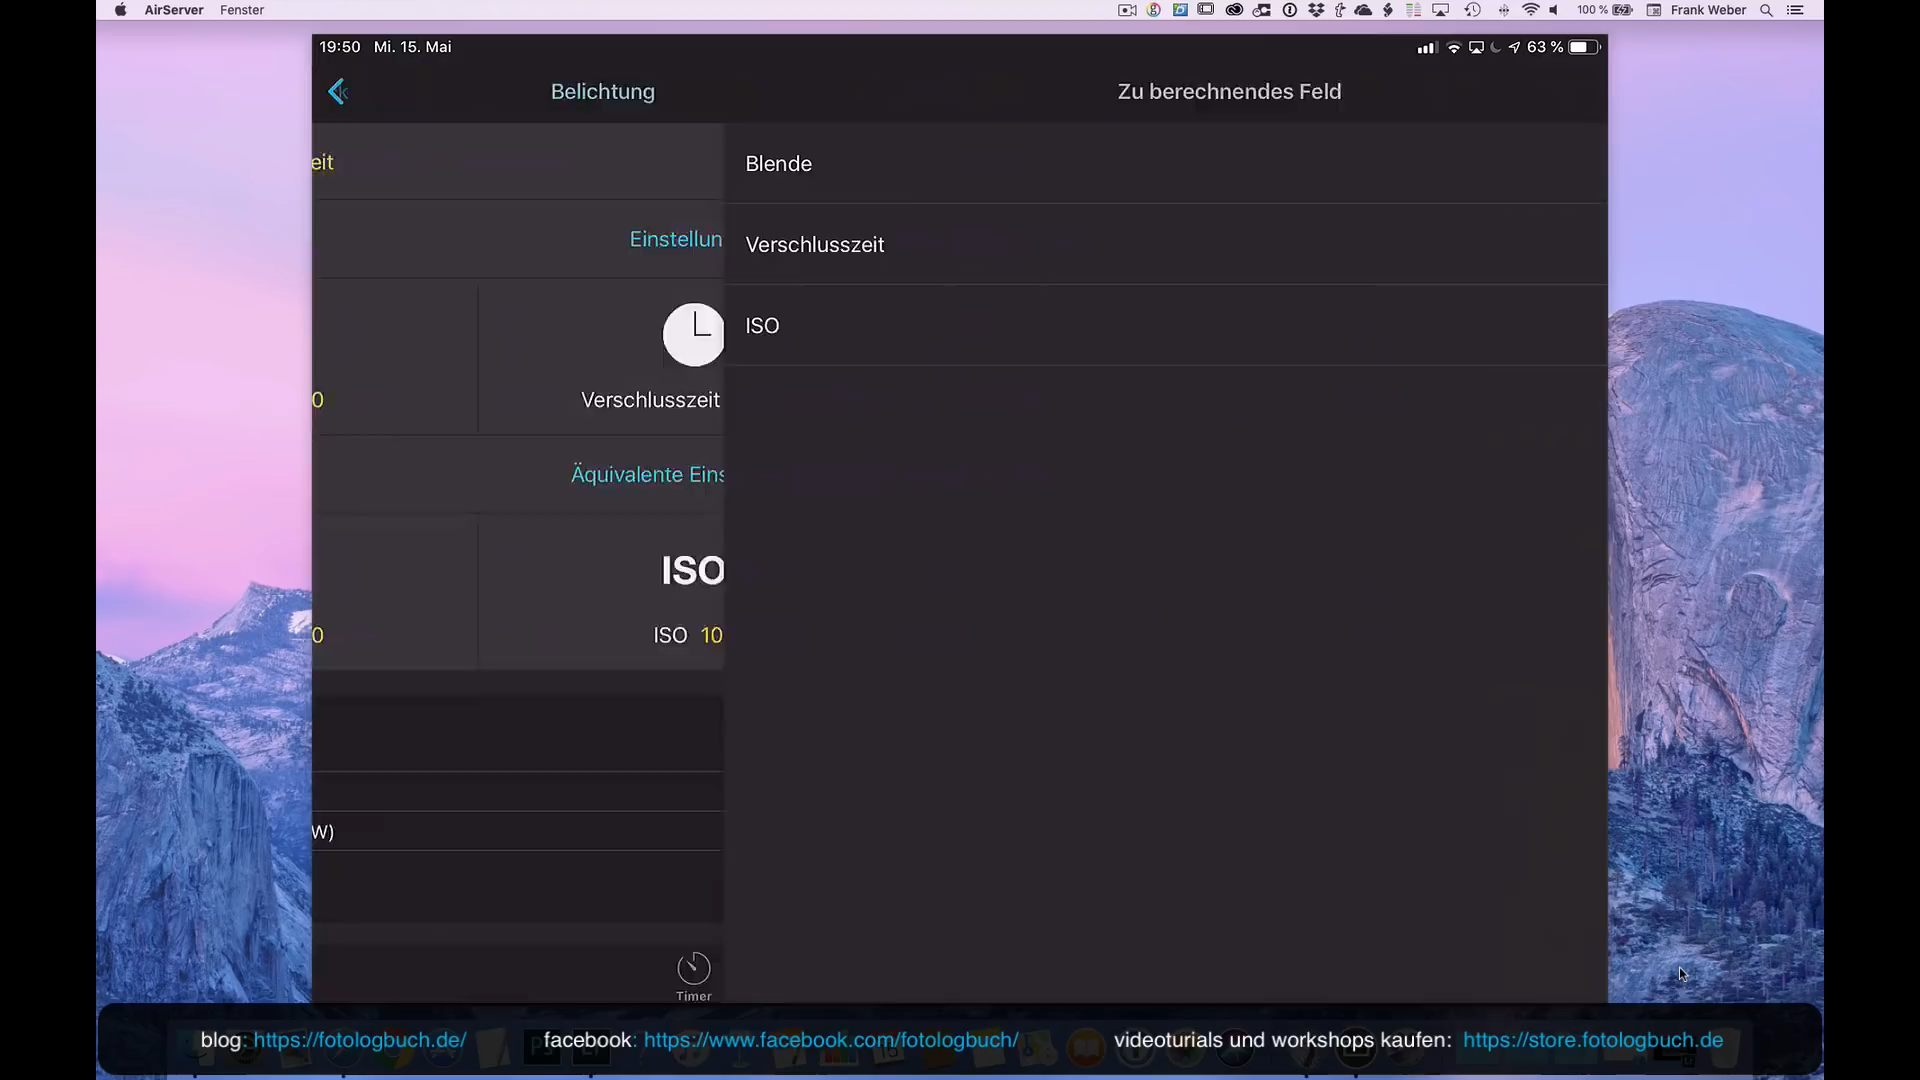 AirServer Fenster 100 % Frank Weber
19:50 Mi. 15. Mai 63 %
Belichtung Zu berechnendes Feld
eit
Blende
Einstellun
Verschlusszeit
ISO
0 Verschlusszeit
Äquivalente Eins
ISO
0 ISO 10
W)
Timer
blog: https://fotologbuch.de/ facebook: https://www.facebook.com/fotologbuch/ videoturials und workshops kaufen: https://store.fotologbuch.de